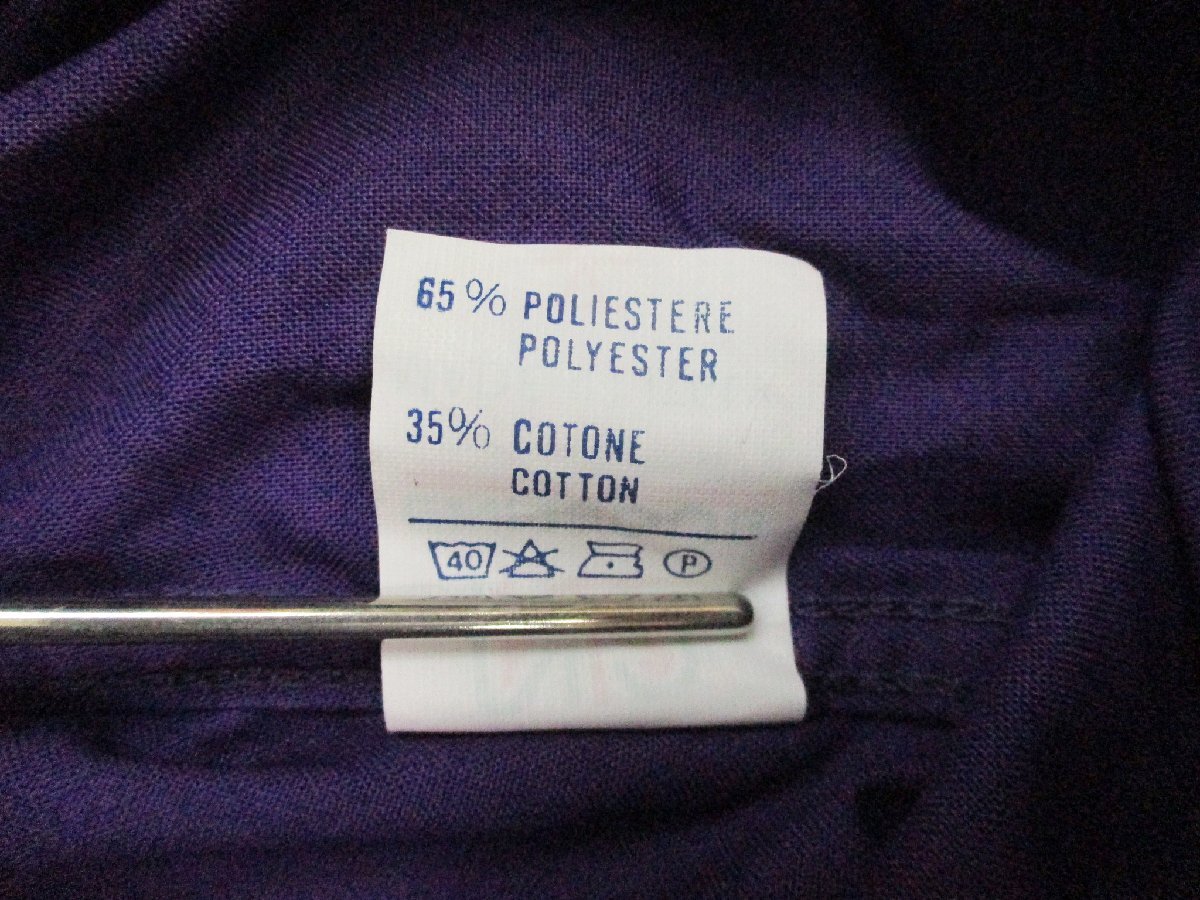 65% POLIESTERE
POLYESTER
35% COTONE
COTTON
40 P